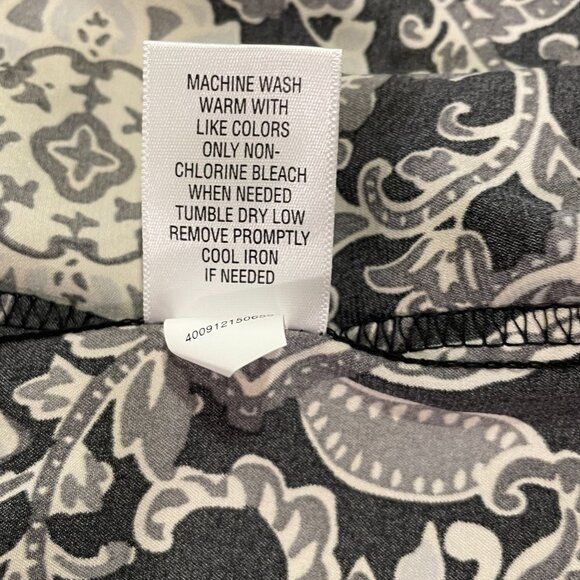 MACHINE WASH
WARM WITH
LIKE COLORS
ONLY NON-
CHLORINE BLEACH
WHEN NEEDED
TUMBLE DRY LOW
REMOVE PROMPTLY
COOL IRON
IF NEEDED